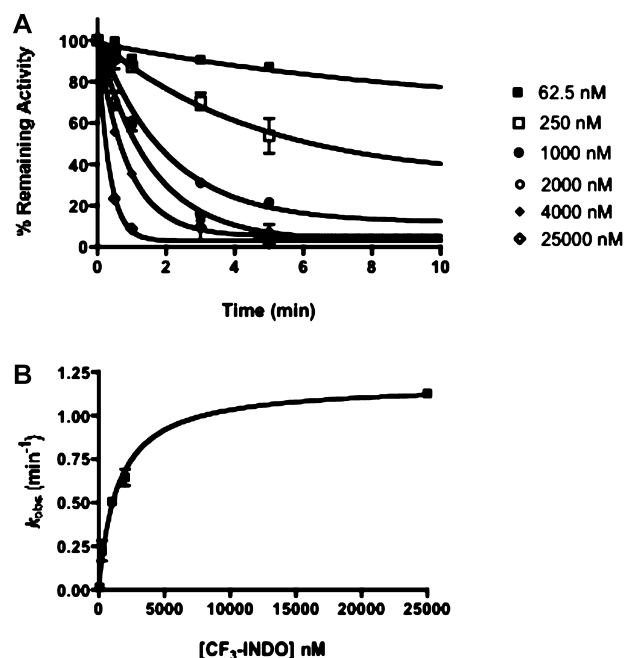 A
% Remaining Activity
100
80
60
40
20
0
0 2 4 6 8 10
Time (min)
62.5 nM
250 nM
1000 nM
2000 nM
4000 nM
25000 nM
B
kobs (min-1)
1.25
1.00
0.75
0.50
0.25
0.00
0 5000 10000 15000 20000 25000
[CF3-INDO] nM